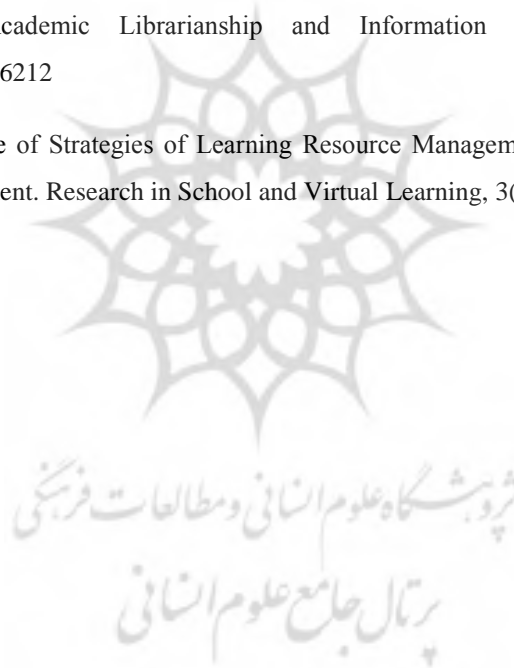 cademic Librarianship and Information
6212
e of Strategies of Learning Resource Managem
ent. Research in School and Virtual Learning, 3(
پژوهشگاه علوم انسانی و مطالعات فرهنگی
پرتال جامع علوم انسانی